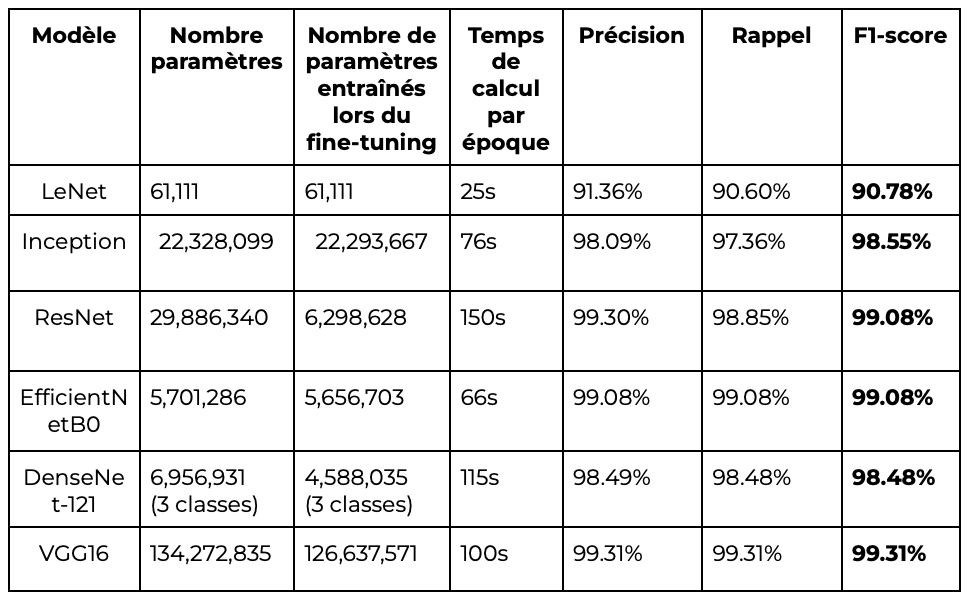 Modèle
Nombre
paramètres
Nombre de
paramètres
entraînés
lors du
fine-tuning
Temps
de
calcul
par
époque
Précision
Rappel
F1-score
LeNet
61,111
61,111
25s
91.36%
90.60%
90.78%
Inception
22,328,099
22,293,667
76s
98.09%
97.36%
98.55%
ResNet
29,886,340
6,298,628
150s
99.30%
98.85%
99.08%
EfficientN
etB0
5,701,286
5,656,703
66s
99.08%
99.08%
99.08%
DenseNe
t-121
6,956,931
(3 classes)
4,588,035
(3 classes)
115s
98.49%
98.48%
98.48%
VGG16
134,272,835
126,637,571
100s
99.31%
99.31%
99.31%